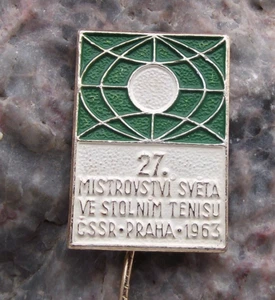 27.
MISTROVSTVÍ SVĚTA
VE STOLNÍM TENISU
ČSSR • PRAHA • 1963